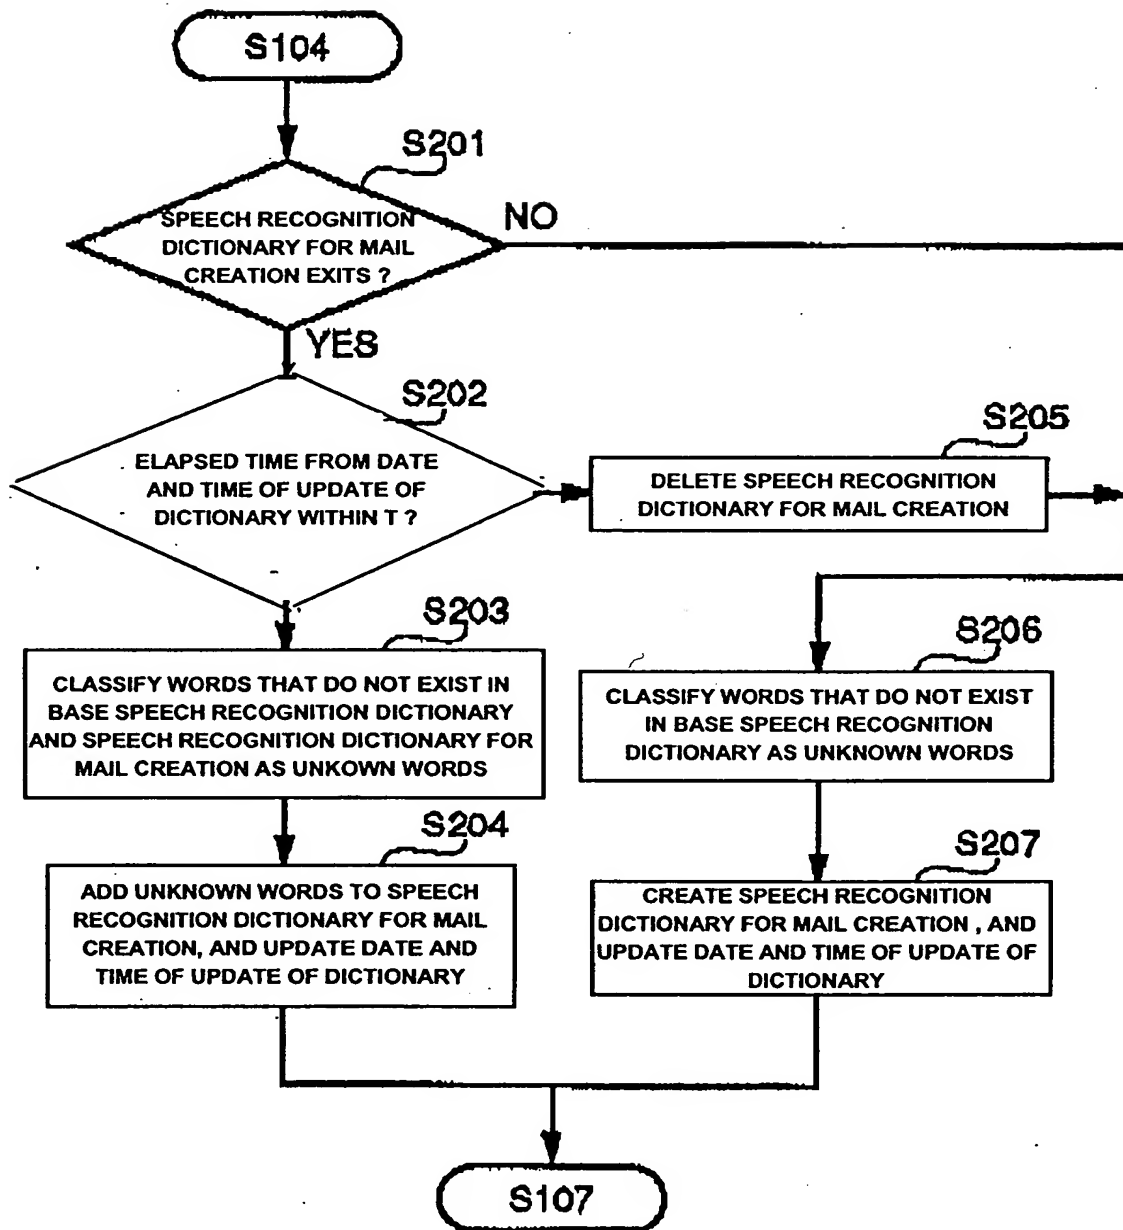 S104
S201
SPEECH RECOGNITION
DICTIONARY FOR MAIL
CREATION EXITS ?
NO
YES
S202
ELAPSED TIME FROM DATE
AND TIME OF UPDATE OF
DICTIONARY WITHIN T ?
S205
DELETE SPEECH RECOGNITION
DICTIONARY FOR MAIL CREATION
S203
CLASSIFY WORDS THAT DO NOT EXIST IN
BASE SPEECH RECOGNITION DICTIONARY
AND SPEECH RECOGNITION DICTIONARY FOR
MAIL CREATION AS UNKOWN WORDS
S206
CLASSIFY WORDS THAT DO NOT EXIST
IN BASE SPEECH RECOGNITION
DICTIONARY AS UNKNOWN WORDS
S204
ADD UNKNOWN WORDS TO SPEECH
RECOGNITION DICTIONARY FOR MAIL
CREATION, AND UPDATE DATE AND
TIME OF UPDATE OF DICTIONARY
S207
CREATE SPEECH RECOGNITION
DICTIONARY FOR MAIL CREATION , AND
UPDATE DATE AND TIME OF UPDATE OF
DICTIONARY
S107